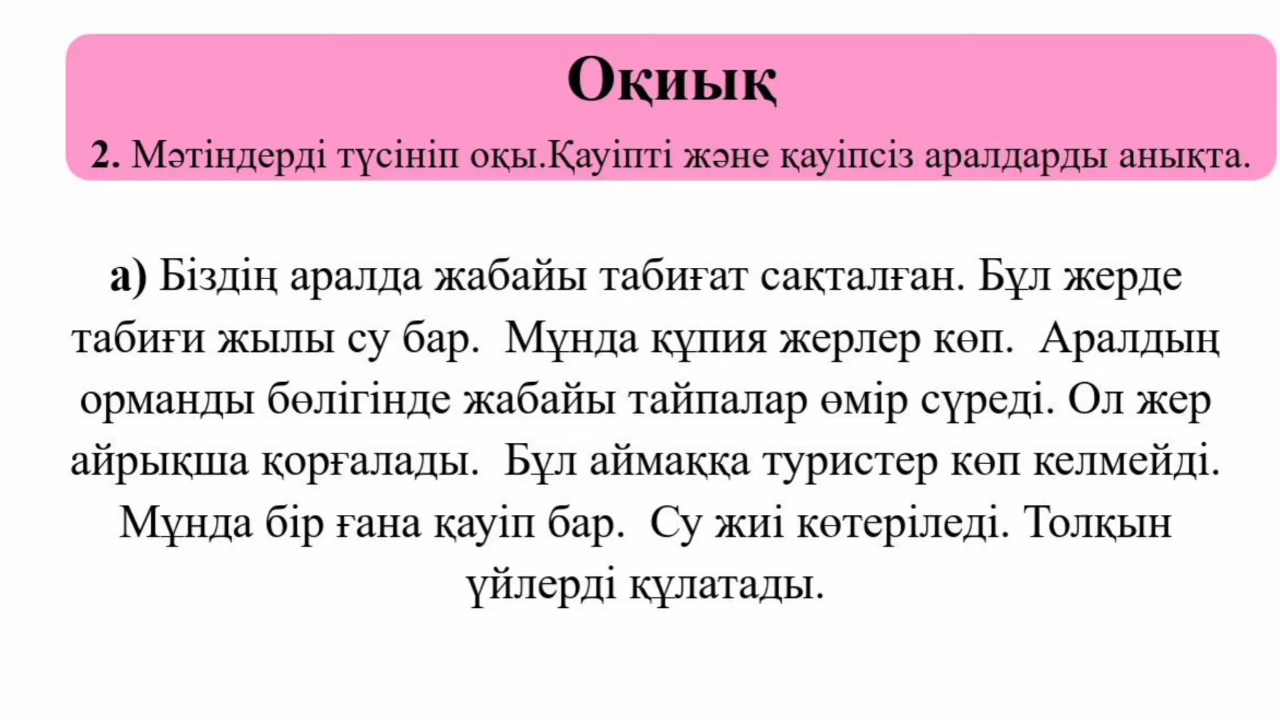 Оқиық
2. Мәтіндерді түсініп оқы.Қауіпті және қауіпсіз аралдарды анықта.
а) Біздің аралда жабайы табиғат сақталған. Бұл жерде
табиғи жылы су бар. Мұнда құпия жерлер көп. Аралдың
орманды бөлігінде жабайы тайпалар өмір сүреді. Ол жер
айрықша қорғалады. Бұл аймаққа туристер көп келмейді.
Мұнда бір ғана қауіп бар. Су жиі көтеріледі. Толқын
үйлерді құлатады.